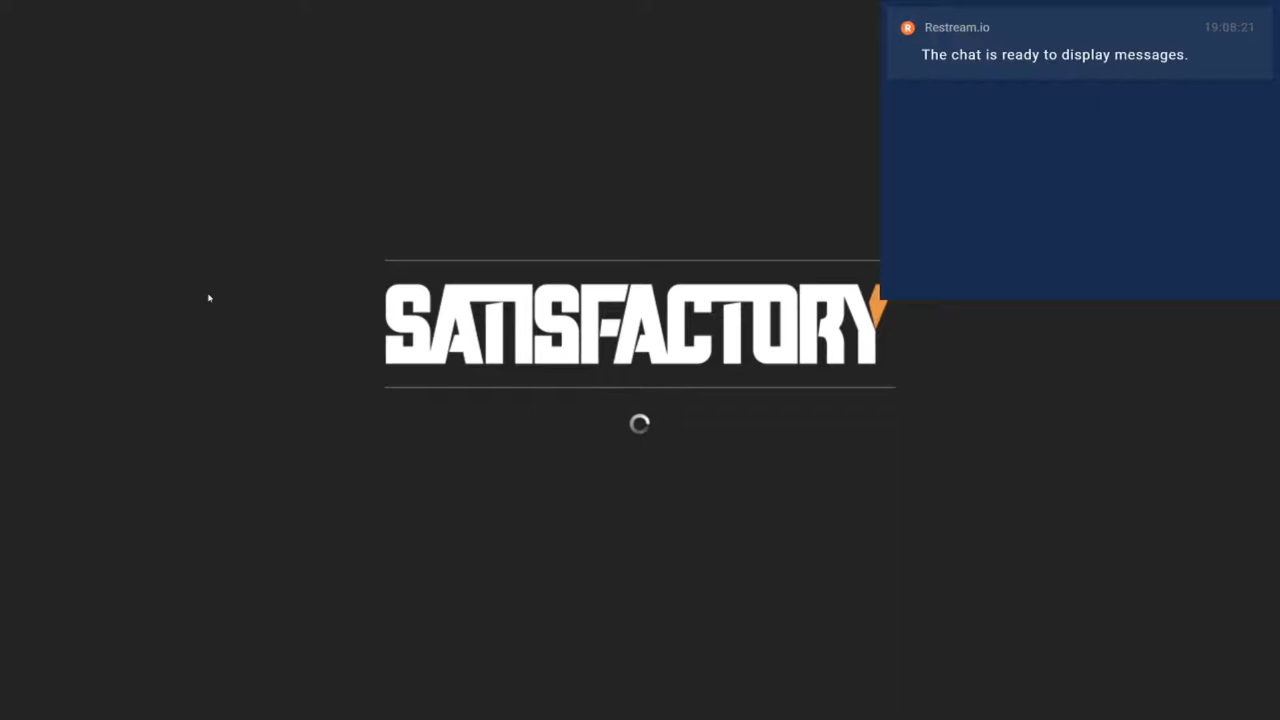 Restream.io 19:08:21
The chat is ready to display messages.
SATISFACTORY